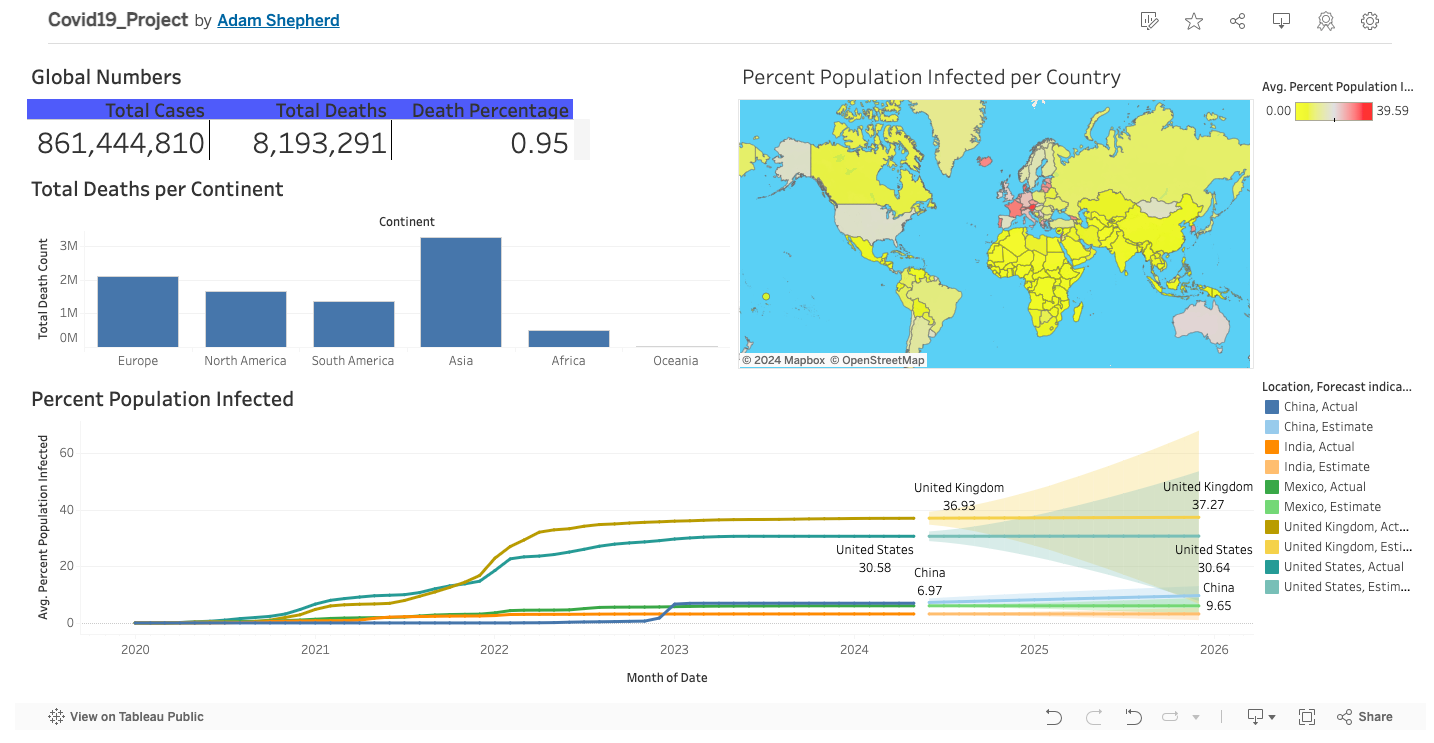 Covid19_Project by Adam Shepherd
Global Numbers
Total Cases Total Deaths Death Percentage
861,444,810 8,193,291 0.95
Total Deaths per Continent
Continent
Total Death Count
3M
2M
1M
0M
Europe North America South America Asia Africa Oceania
Percent Population Infected per Country
© 2024 Mapbox © OpenStreetMap
Avg. Percent Population I...
0.00 39.59
Percent Population Infected
Avg. Percent Population Infected
60
40
20
0
United Kingdom
36.93
United Kingdom
37.27
United States
30.58
United States
30.64
China
6.97
China
9.65
2020 2021 2022 2023 2024 2025 2026
Month of Date
Location, Forecast indica...
China, Actual
China, Estimate
India, Actual
India, Estimate
Mexico, Actual
Mexico, Estimate
United Kingdom, Act...
United Kingdom, Esti...
United States, Actual
United States, Estim...
View on Tableau Public
Share